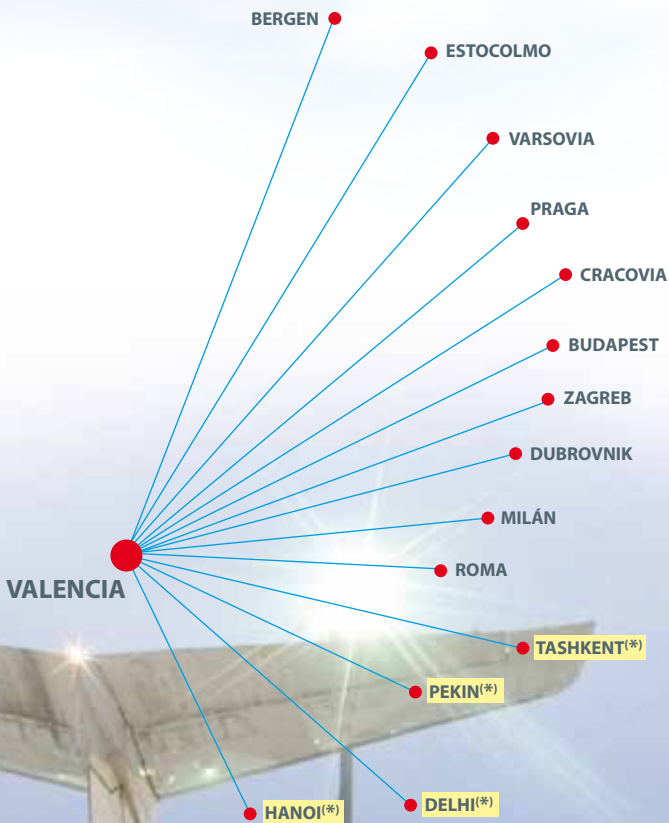 BERGEN
ESTOCOLMO
VARSOVIA
PRAGA
CRACOVIA
BUDAPEST
ZAGREB
DUBROVNIK
MILÁN
ROMA
VALENCIA
TASHKENT(*)
PEKIN(*)
DELHI(*)
HANOI(*)